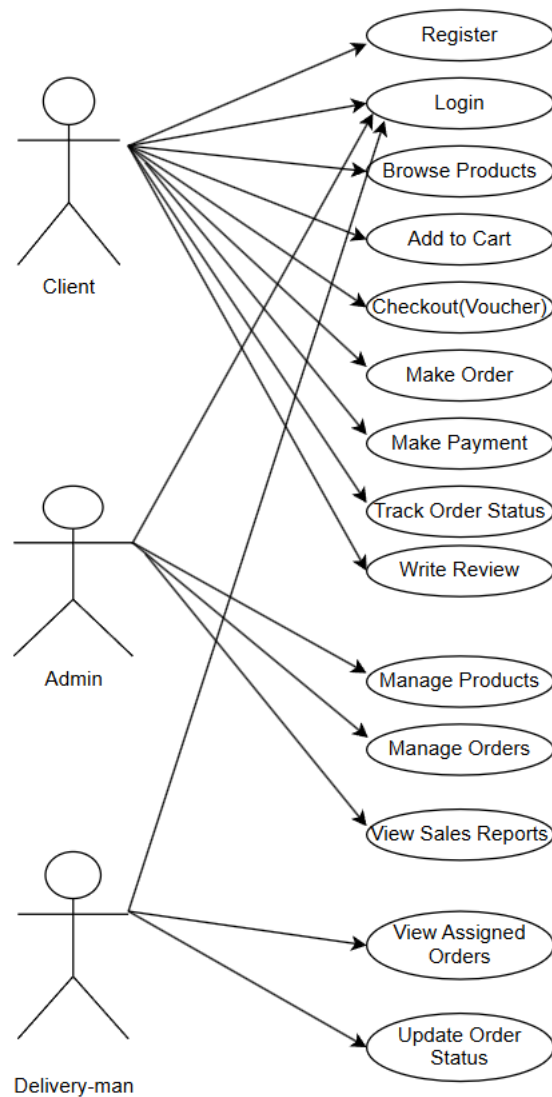 Register
Login
Browse Products
Add to Cart
Client
Checkout(Voucher)
Make Order
Make Payment
Track Order Status
Write Review
Admin
Manage Products
Manage Orders
View Sales Reports
View Assigned
Orders
Update Order
Status
Delivery-man